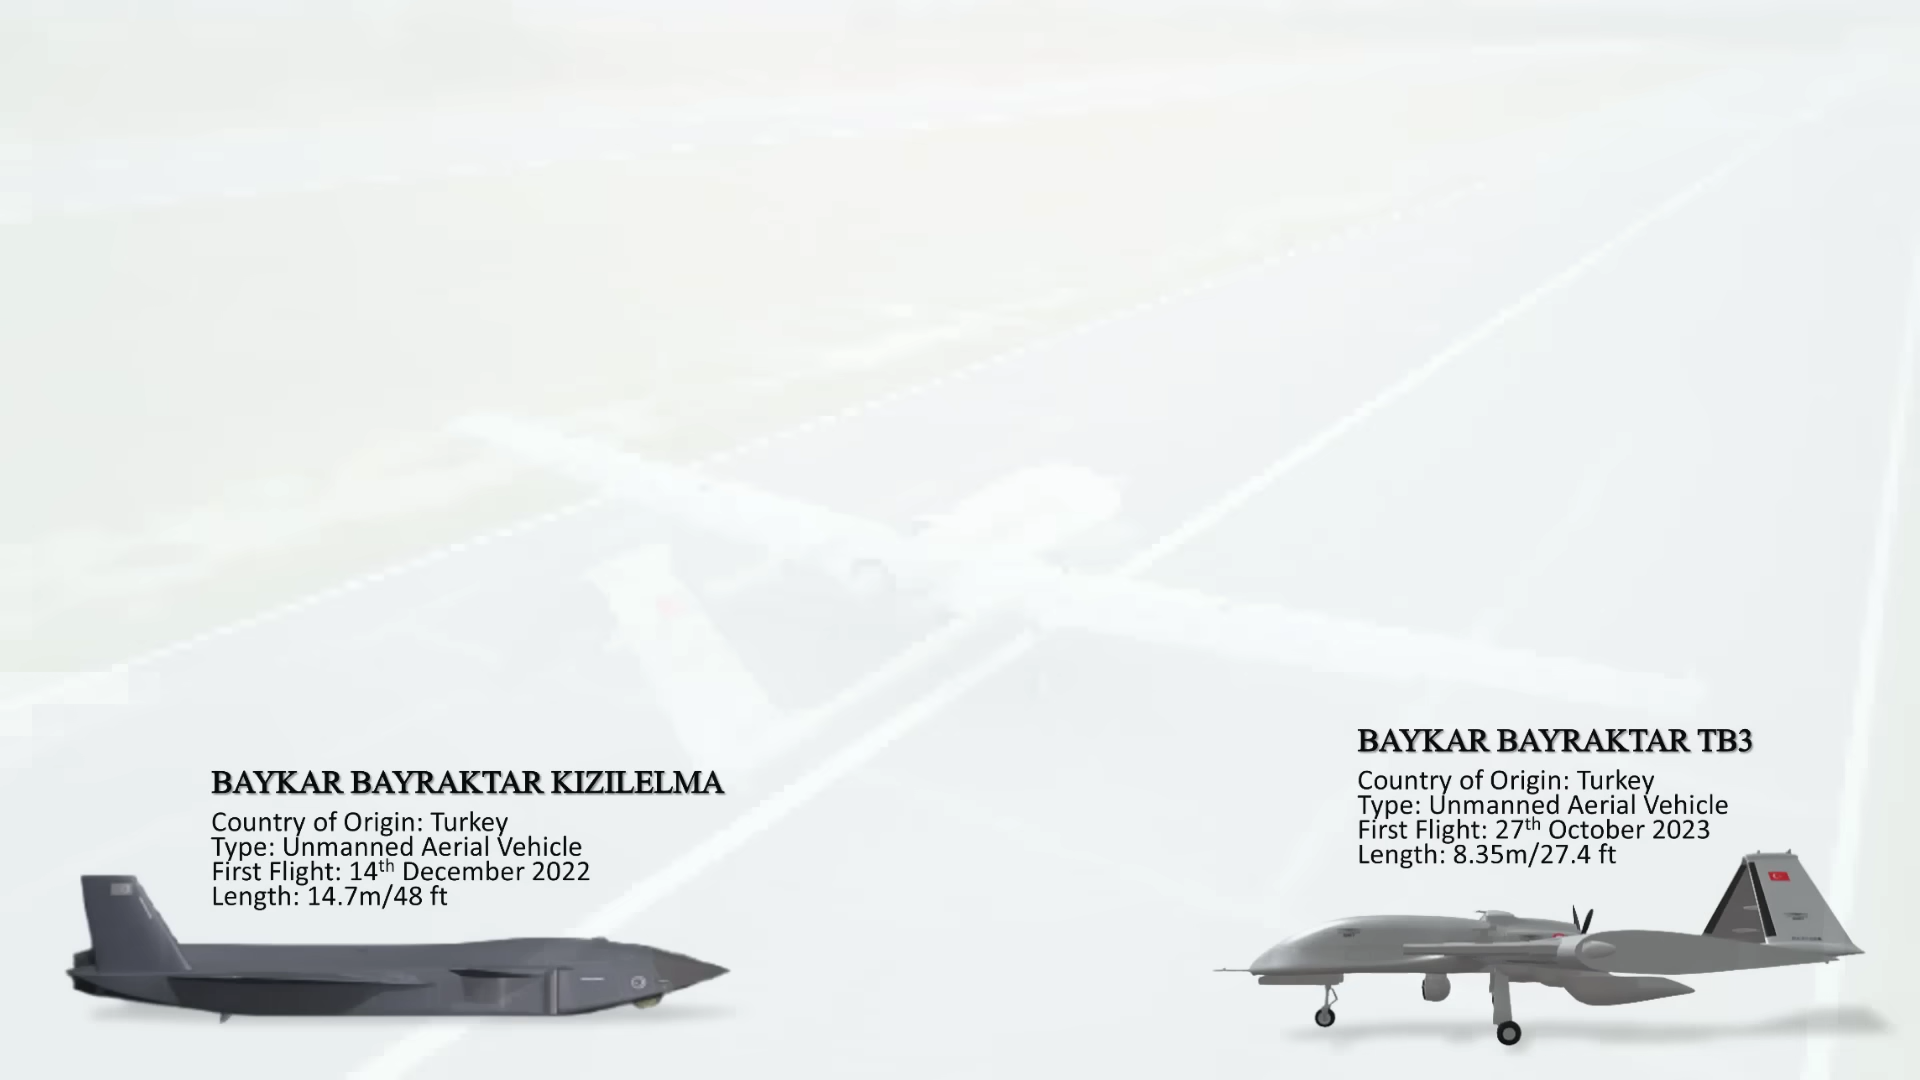 BAYKAR BAYRAKTAR KIZILELMA
Country of Origin: Turkey
Type: Unmanned Aerial Vehicle
First Flight: 14th December 2022
Length: 14.7m/48 ft
BAYKAR BAYRAKTAR TB3
Country of Origin: Turkey
Type: Unmanned Aerial Vehicle
First Flight: 27th October 2023
Length: 8.35m/27.4 ft